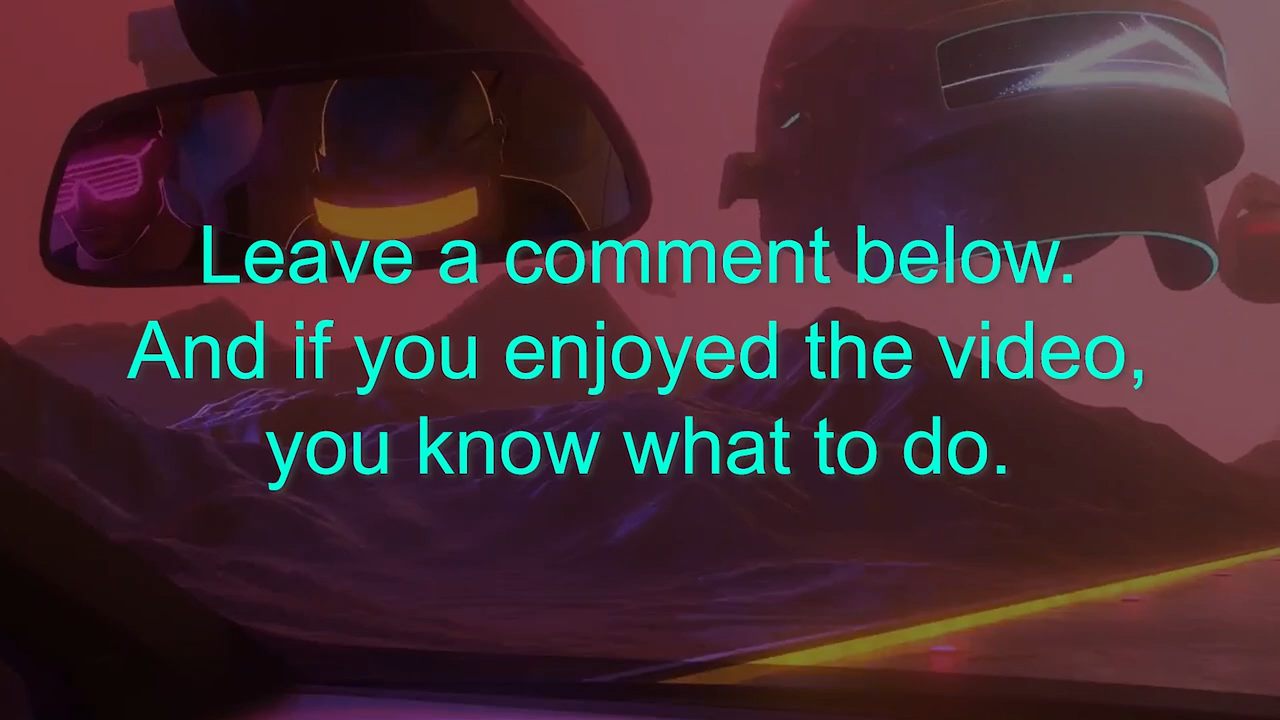 Leave a comment below.
And if you enjoyed the video,
you know what to do.